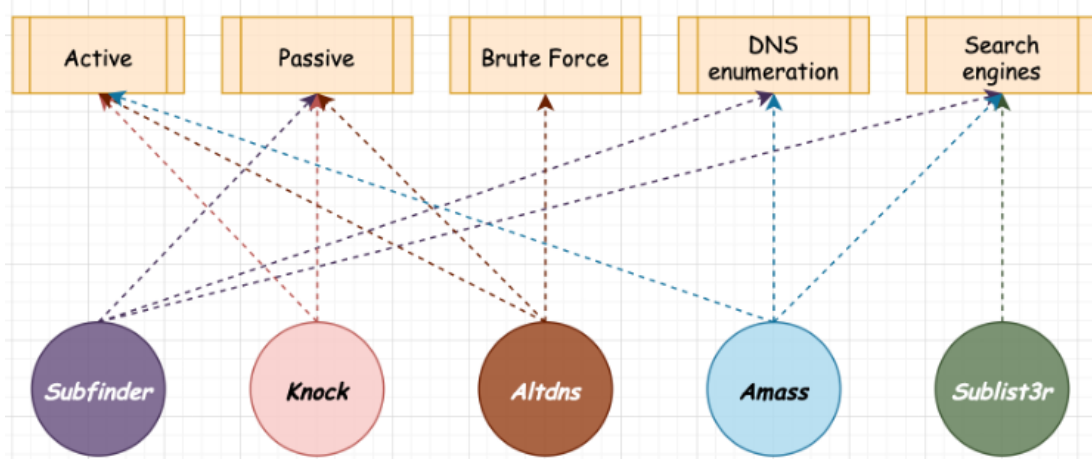 Active
Passive
Brute Force
DNS
enumeration
Search
engines
Subfinder
Knock
Altdns
Amass
Sublist3r